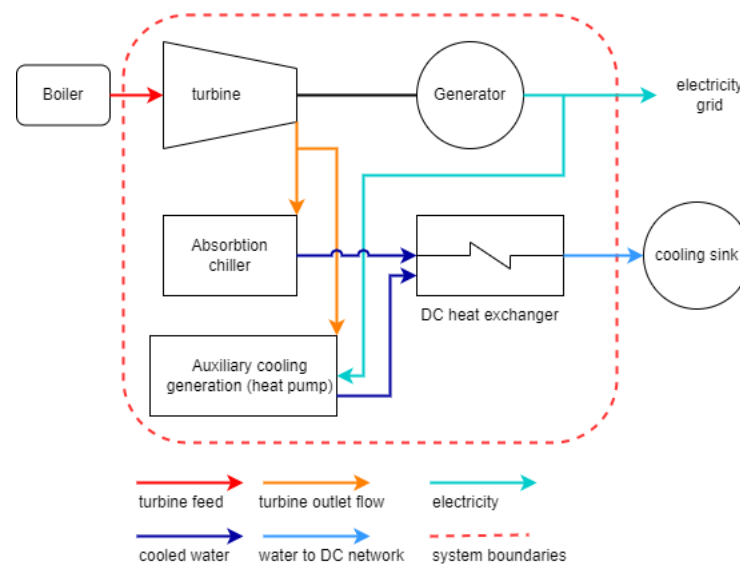 Boiler
turbine
Generator
electricity
grid
Absorbtion
chiller
cooling sink
DC heat exchanger
Auxiliary cooling
generation (heat pump)
turbine feed
turbine outlet flow
electricity
cooled water
water to DC network
system boundaries